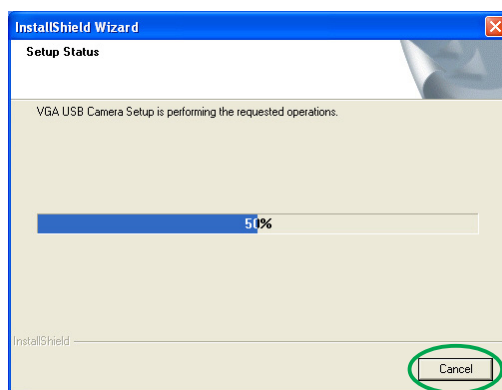 InstallShield Wizard
Setup Status
VGA USB Camera Setup is performing the requested operations.
50%
InstallShield
Cancel